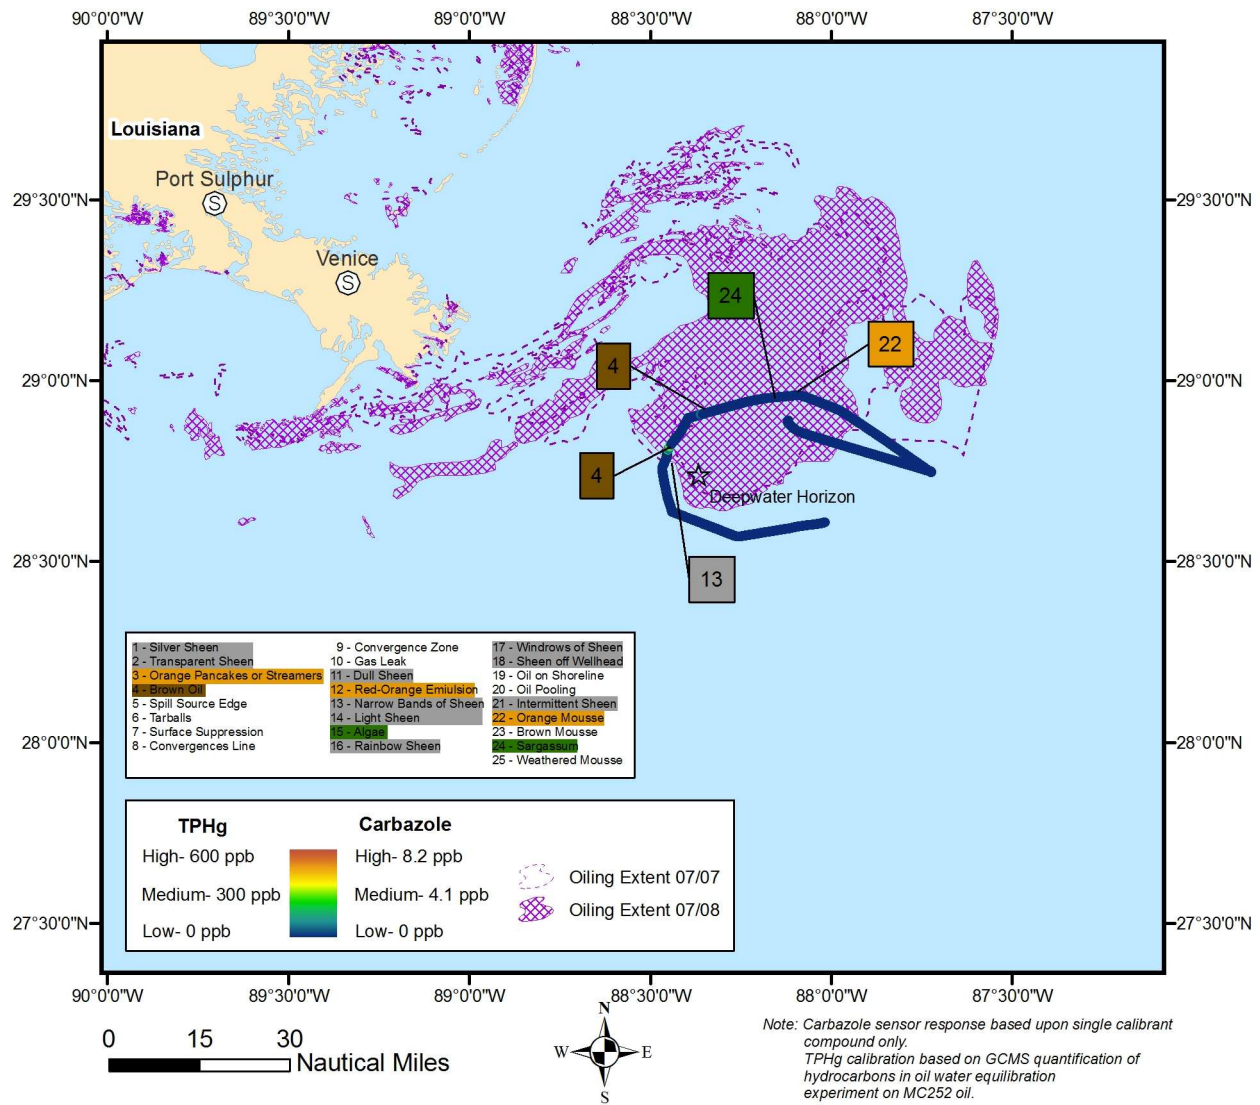 90°0'0"W 89°30'0"W 89°0'0"W 88°30'0"W 88°0'0"W 87°30'0"W
Louisiana
Port Sulphur
S
29°30'0"N 29°30'0"N
Venice
S
24
22
4
29°0'0"N 29°0'0"N
4
Deepwater Horizon
28°30'0"N 28°30'0"N
13
1 - Silver Sheen
2 - Transparent Sheen
3 - Orange Pancakes or Streamers
4 - Brown Oil
5 - Spill Source Edge
6 - Tarballs
7 - Surface Suppression
8 - Convergences Line
9 - Convergence Zone
10 - Gas Leak
11 - Dull Sheen
12 - Red-Orange Emiulsion
13 - Narrow Bands of Sheen
14 - Light Sheen
15 - Algae
16 - Rainbow Sheen
17 - Windrows of Sheen
18 - Sheen off Wellhead
19 - Oil on Shoreline
20 - Oil Pooling
21 - Intermittent Sheen
22 - Orange Mousse
23 - Brown Mousse
24 - Sargassum
25 - Weathered Mousse
28°0'0"N 28°0'0"N
TPHg Carbazole
High- 600 ppb High- 8.2 ppb
Medium- 300 ppb Medium- 4.1 ppb
Low- 0 ppb Low- 0 ppb
Oiling Extent 07/07
Oiling Extent 07/08
27°30'0"N 27°30'0"N
90°0'0"W 89°30'0"W 89°0'0"W 88°30'0"W 88°0'0"W 87°30'0"W
0 15 30
Nautical Miles
N
W E
S
Note: Carbazole sensor response based upon single calibrant
compound only.
TPHg calibration based on GCMS quantification of
hydrocarbons in oil water equilibration
experiment on MC252 oil.